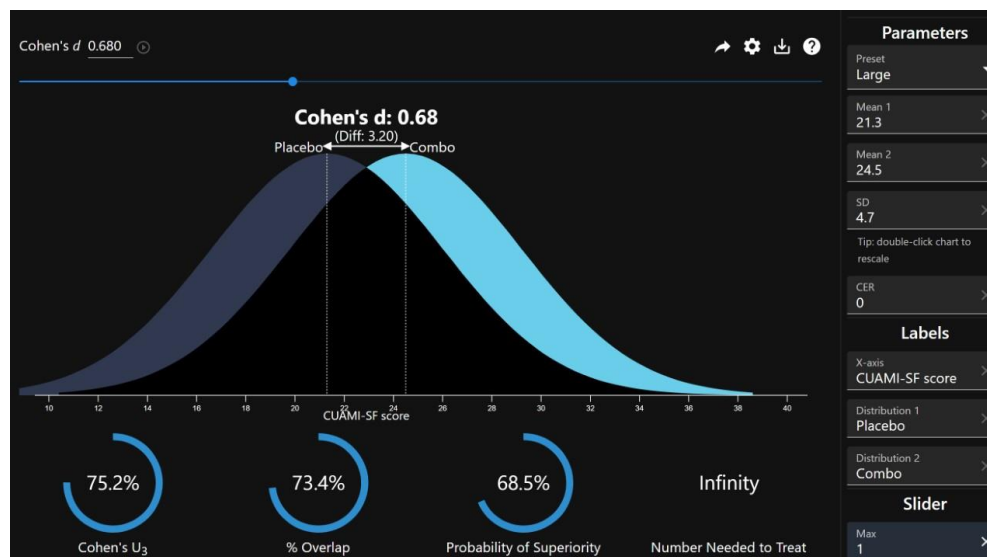 Cohen's d 0.680
Cohen's d: 0.68
(Diff: 3.20)
Placebo Combo
10 12 14 16 18 20 22 24 26 28 30 32 34 36 38 40
CUAMI-SF score
75.2%
73.4%
68.5%
Infinity
Cohen's U3
% Overlap
Probability of Superiority
Number Needed to Treat
Parameters
Preset
Large
Mean 1
21.3
Mean 2
24.5
SD
4.7
Tip: double-click chart to
rescale
CER
0
Labels
X-axis
CUAMI-SF score
Distribution 1
Placebo
Distribution 2
Combo
Slider
Max
1